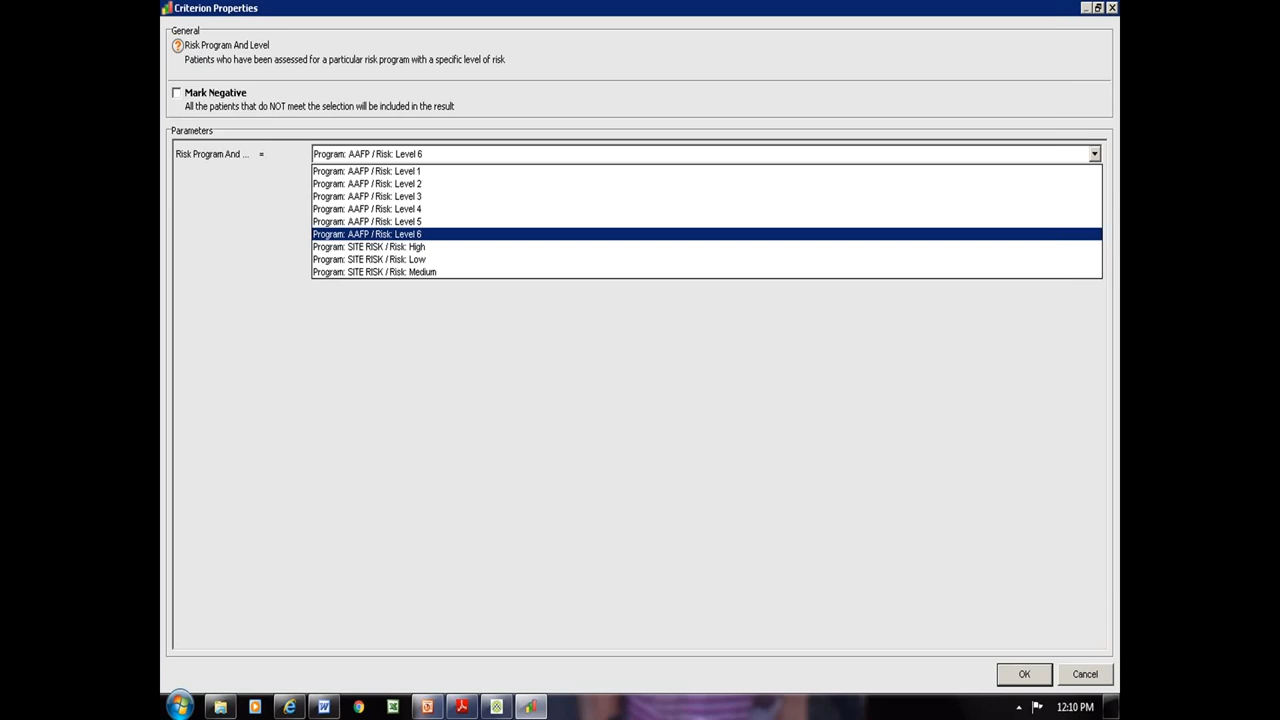 Criterion Properties
General
Risk Program And Level
Patients who have been assessed for a particular risk program with a specific level of risk
Mark Negative
All the patients that do NOT meet the selection will be included in the result
Parameters
Risk Program And ... = Program: AAFP / Risk: Level 6
Program: AAFP / Risk: Level 1
Program: AAFP / Risk: Level 2
Program: AAFP / Risk: Level 3
Program: AAFP / Risk: Level 4
Program: AAFP / Risk: Level 5
Program: AAFP / Risk: Level 6
Program: SITE RISK / Risk: High
Program: SITE RISK / Risk: Low
Program: SITE RISK / Risk: Medium
OK Cancel
12:10 PM